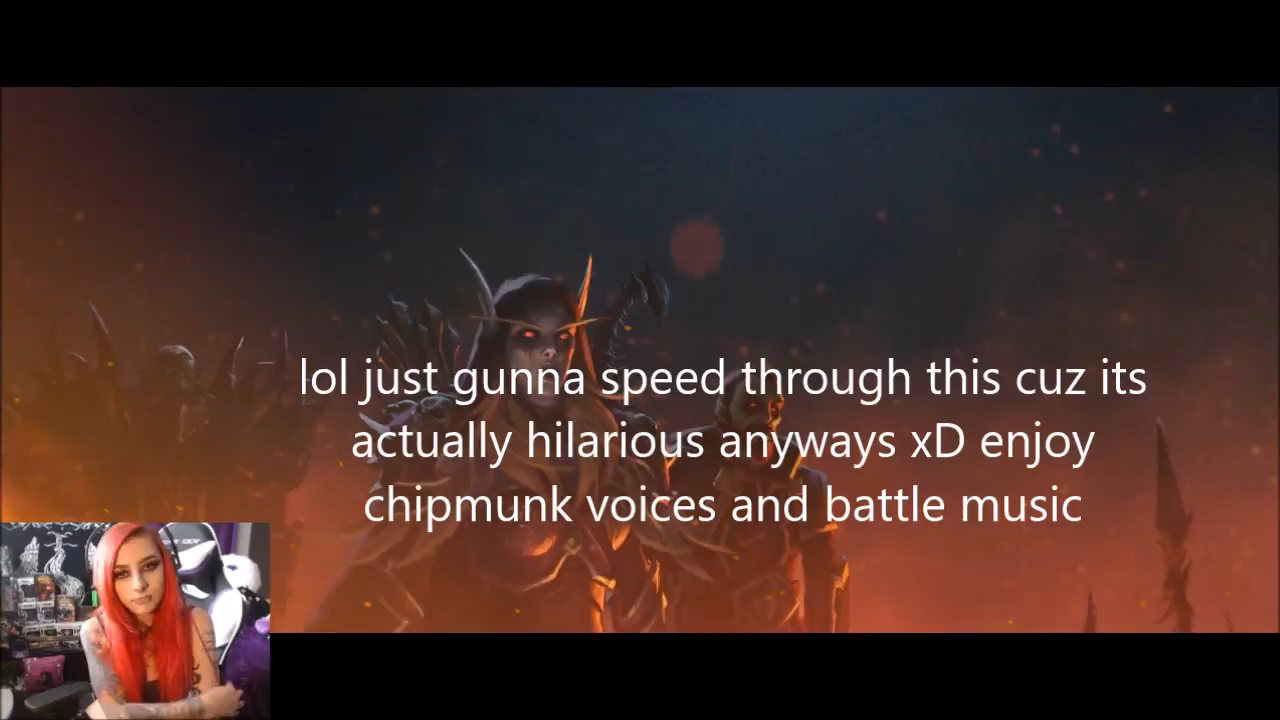 lol just gunna speed through this cuz its
actually hilarious anyways xD enjoy
chipmunk voices and battle music